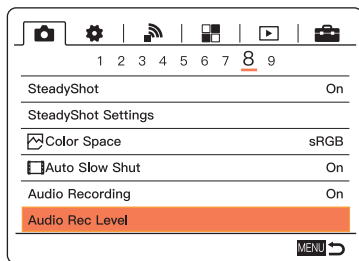 1 2 3 4 5 6 7 8 9
SteadyShot On
SteadyShot Settings
Color Space sRGB
Auto Slow Shut On
Audio Recording On
Audio Rec Level
MENU